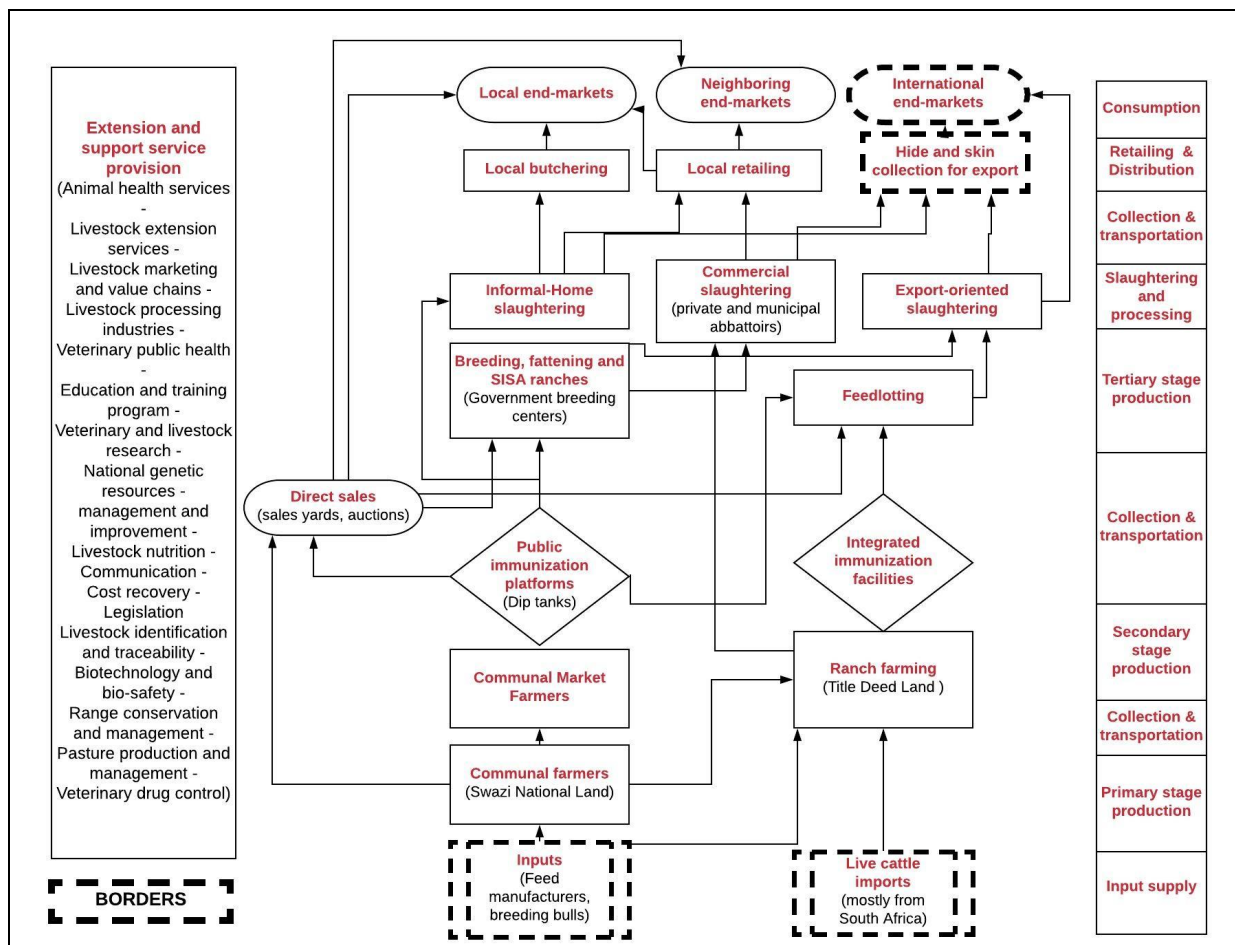 Extension and
support service
provision
(Animal health services
-
Livestock extension
services -
Livestock marketing
and value chains -
Livestock processing
industries -
Veterinary public health
-
Education and training
program -
Veterinary and livestock
research -
National genetic
resources -
management and
improvement -
Livestock nutrition -
Communication -
Cost recovery -
Legislation
Livestock identification
and traceability -
Biotechnology and
bio-safety -
Range conservation
and management -
Pasture production and
management -
Veterinary drug control)
BORDERS
Local end-markets
Neighboring
end-markets
International
end-markets
Local butchering
Local retailing
Hide and skin
collection for export
Informal-Home
slaughtering
Commercial
slaughtering
(private and municipal
abbattoirs)
Export-oriented
slaughtering
Breeding, fattening and
SISA ranches
(Government breeding
centers)
Feedlotting
Direct sales
(sales yards, auctions)
Public
immunization
platforms
(Dip tanks)
Integrated
immunization
facilities
Communal Market
Farmers
Ranch farming
(Title Deed Land )
Communal farmers
(Swazi National Land)
Inputs
(Feed
manufacturers,
breeding bulls)
Live cattle
imports
(mostly from
South Africa)
Consumption
Retailing &
Distribution
Collection &
transportation
Slaughtering
and
processing
Tertiary stage
production
Collection &
transportation
Secondary
stage
production
Collection &
transportation
Primary stage
production
Input supply